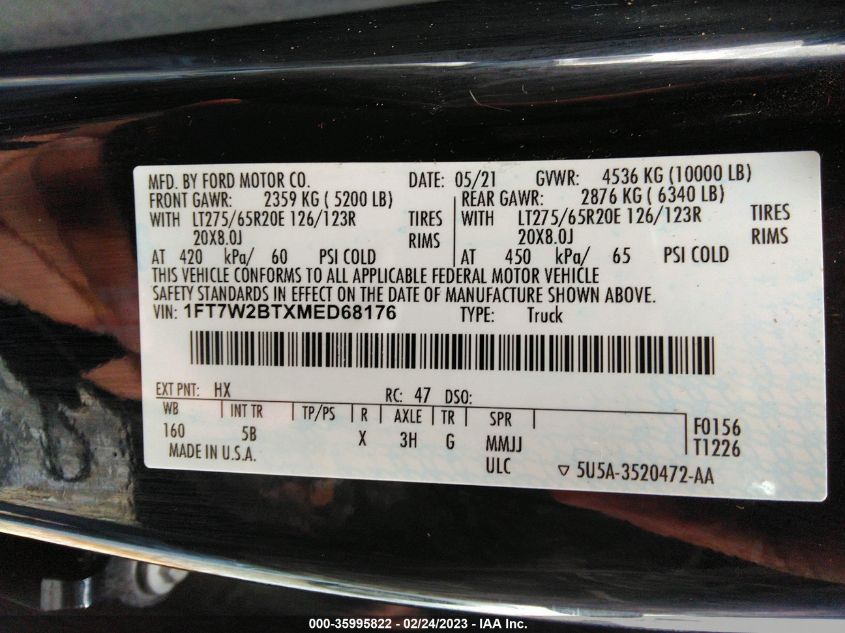 MFD. BY FORD MOTOR CO. DATE: 05/21 GVWR: 4536 KG (10000 LB)
FRONT GAWR: 2359 KG ( 5200 LB) REAR GAWR: 2876 KG ( 6340 LB)
WITH LT275/65R20E 126/123R TIRES WITH LT275/65R20E 126/123R TIRES
20X8.0J RIMS 20X8.0J RIMS
AT 420 kPa/ 60 PSI COLD AT 450 kPa/ 65 PSI COLD
THIS VEHICLE CONFORMS TO ALL APPLICABLE FEDERAL MOTOR VEHICLE
SAFETY STANDARDS IN EFFECT ON THE DATE OF MANUFACTURE SHOWN ABOVE.
VIN: 1FT7W2BTXMED68176 TYPE: Truck
EXT PNT: HX RC: 47 DSO:
WB INT TR TP/PS R AXLE TR SPR
160 5B X 3H G MMJJ
ULC
F0156
T1226
MADE IN U.S.A.
▽ 5U5A-3520472-AA
000-35995822 - 02/24/2023 - IAA Inc.